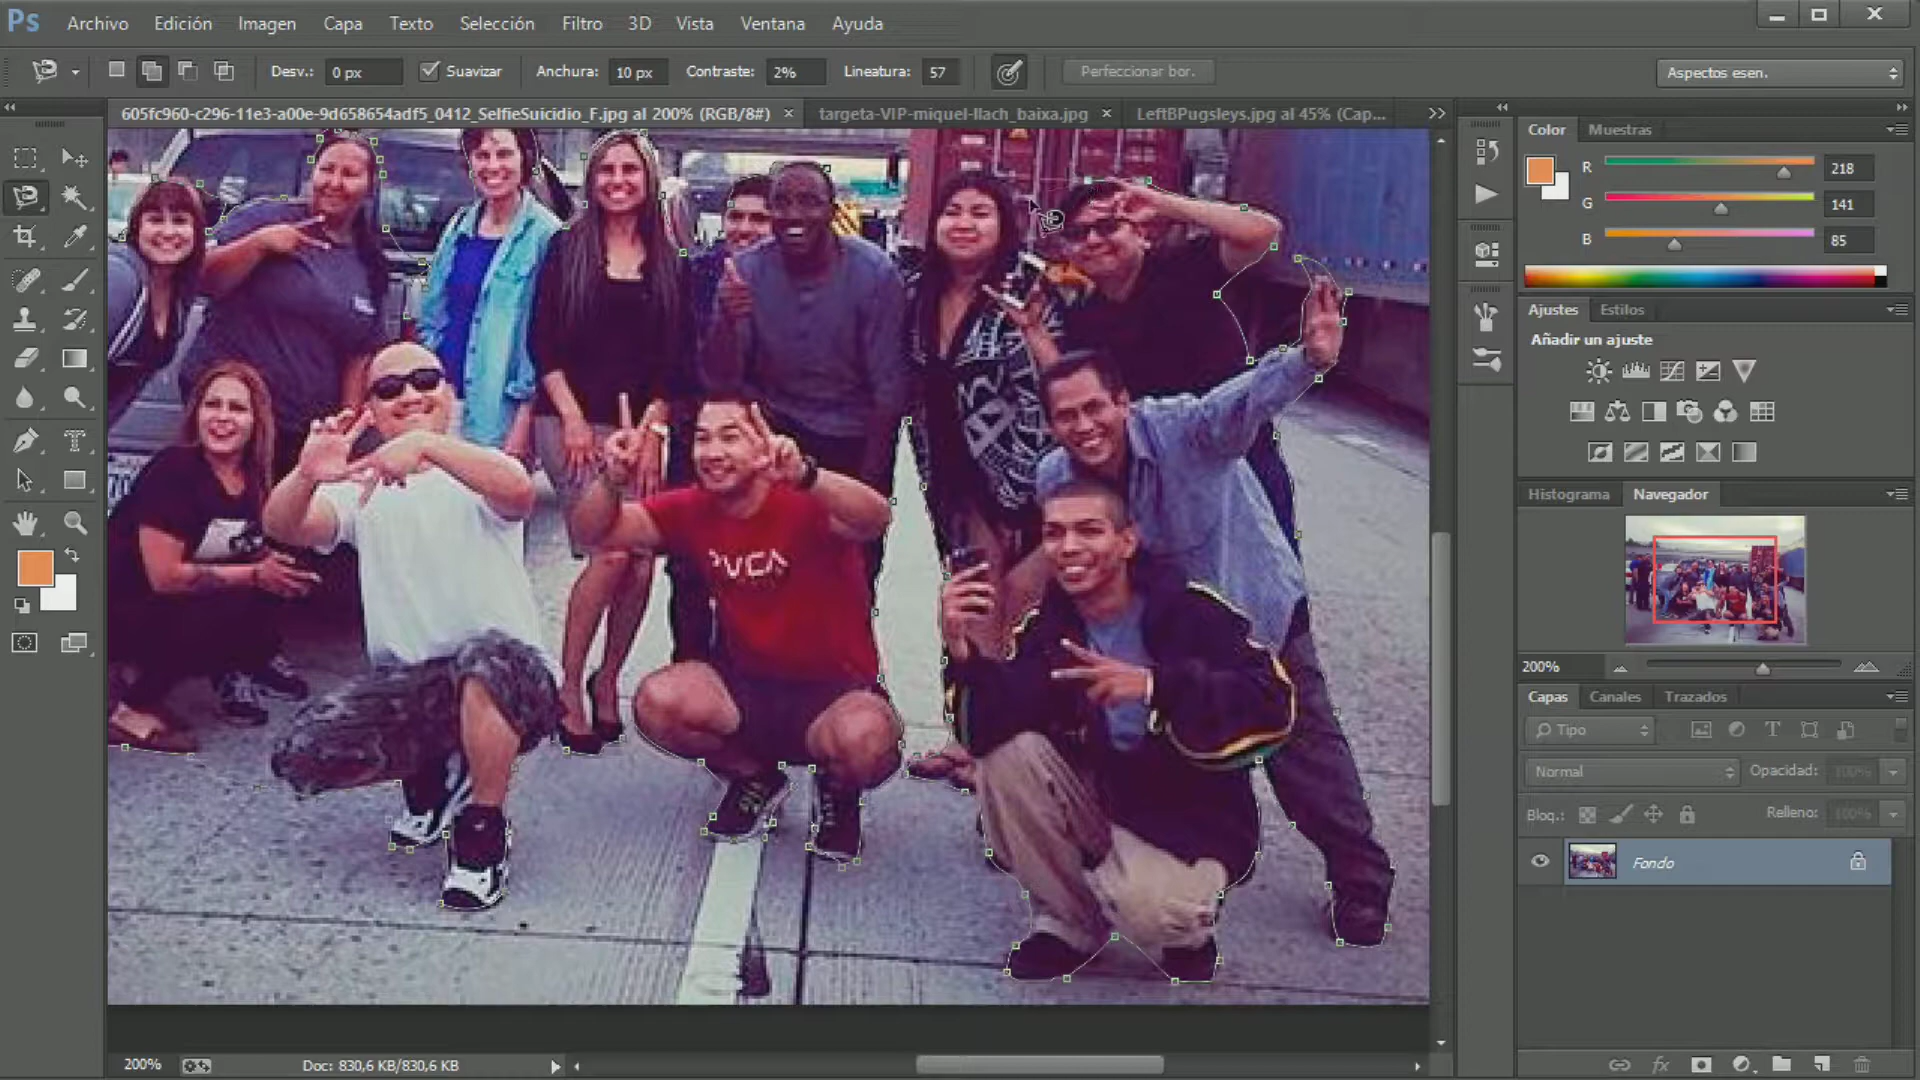 Ps Archivo Edición Imagen Capa Texto Selección Filtro 3D Vista Ventana Ayuda
Desv.: 0 px Suavizar Anchura: 10 px Contraste: 2% Lineatura: 57 Perfeccionar bor. Aspectos esen.
605fc960-c296-11e3-a00e-9d658654adf5_0412_SelfieSuicidio_F.jpg al 200% (RGB/8#) × targeta-VIP-miquel-llach_baixa.jpg × LeftBPugsleys.jpg al 45% (Cap...
Color Muestras
R 218
G 141
B 85
Ajustes Estilos
Añadir un ajuste
Histograma Navegador
200%
Capas Canales Trazados
Tipo
Normal Opacidad: 100%
Bloq.: Relleno: 100%
Fondo
RVCA
200% Doc: 830,6 KB/830,6 KB
fx